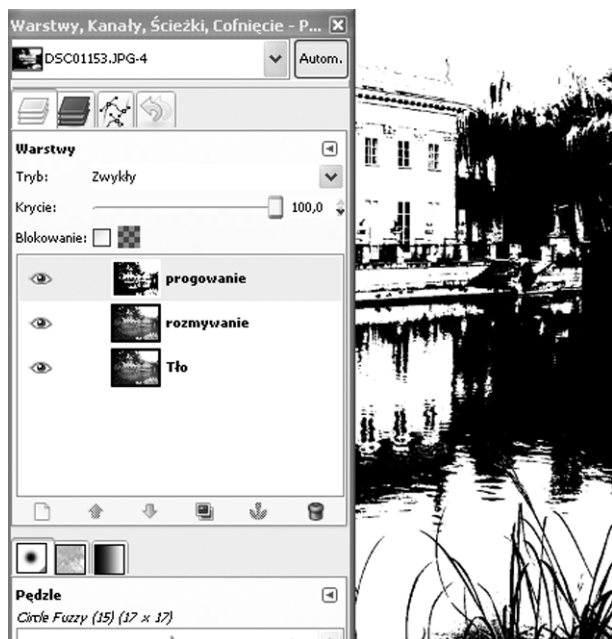 Warstwy, Kanały, Ścieżki, Cofnięcie - P...
DSC01153.JPG-4
Autom.
Warstwy
Tryb: Zwykły
Krycie: 100,0
Blokowanie:
progowanie
rozmywanie
Tło
Pędzle
Circle Fuzzy (15) (17 × 17)